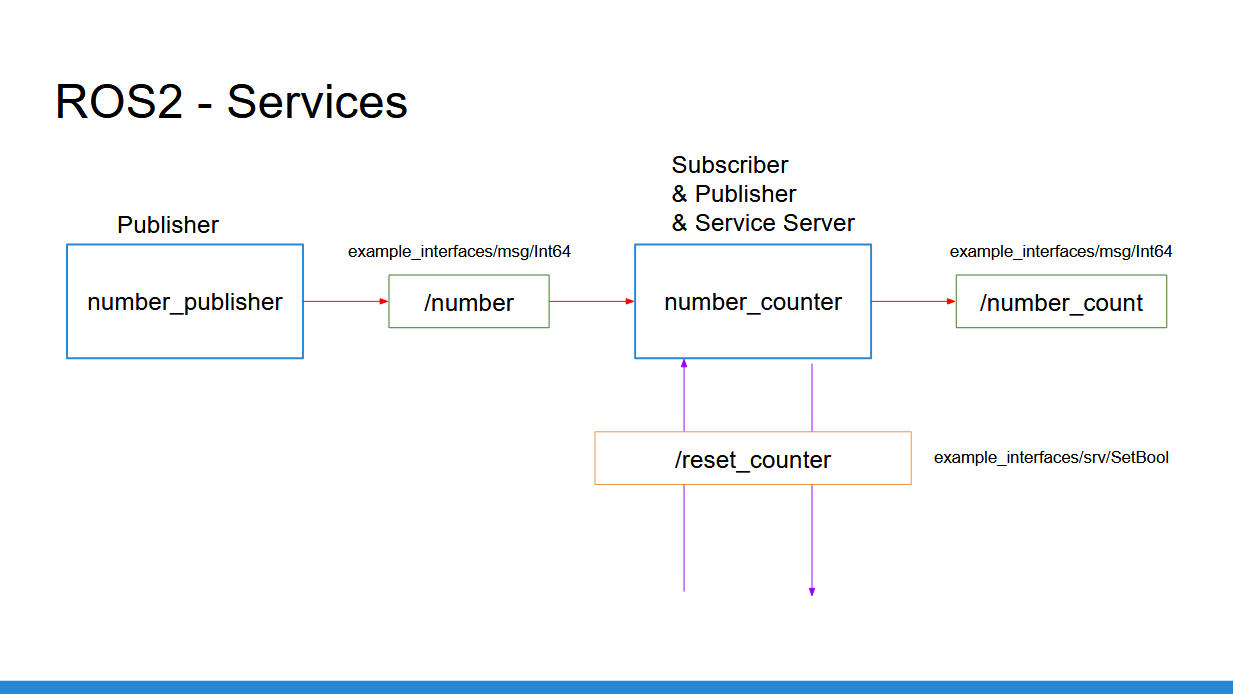 ROS2 - Services
Publisher
number_publisher
example_interfaces/msg/Int64
/number
Subscriber
& Publisher
& Service Server
number_counter
example_interfaces/msg/Int64
/number_count
/reset_counter
example_interfaces/srv/SetBool